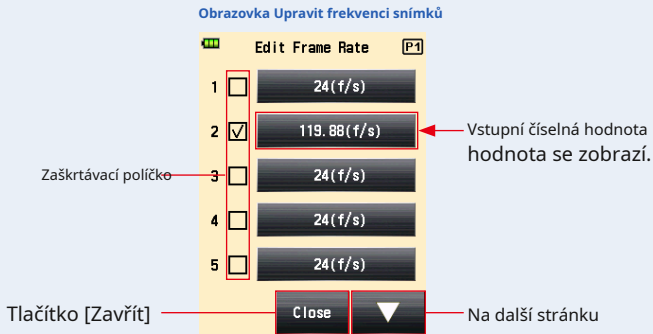 Obrazovka Upravit frekvenci snímků
Edit Frame Rate P1
1 24(f/s)
2 119.88(f/s)
Vstupní číselná hodnota
hodnota se zobrazí.
Zaškrtávací políčko
3 24(f/s)
4 24(f/s)
5 24(f/s)
Tlačítko [Zavřít]
Close
Na další stránku